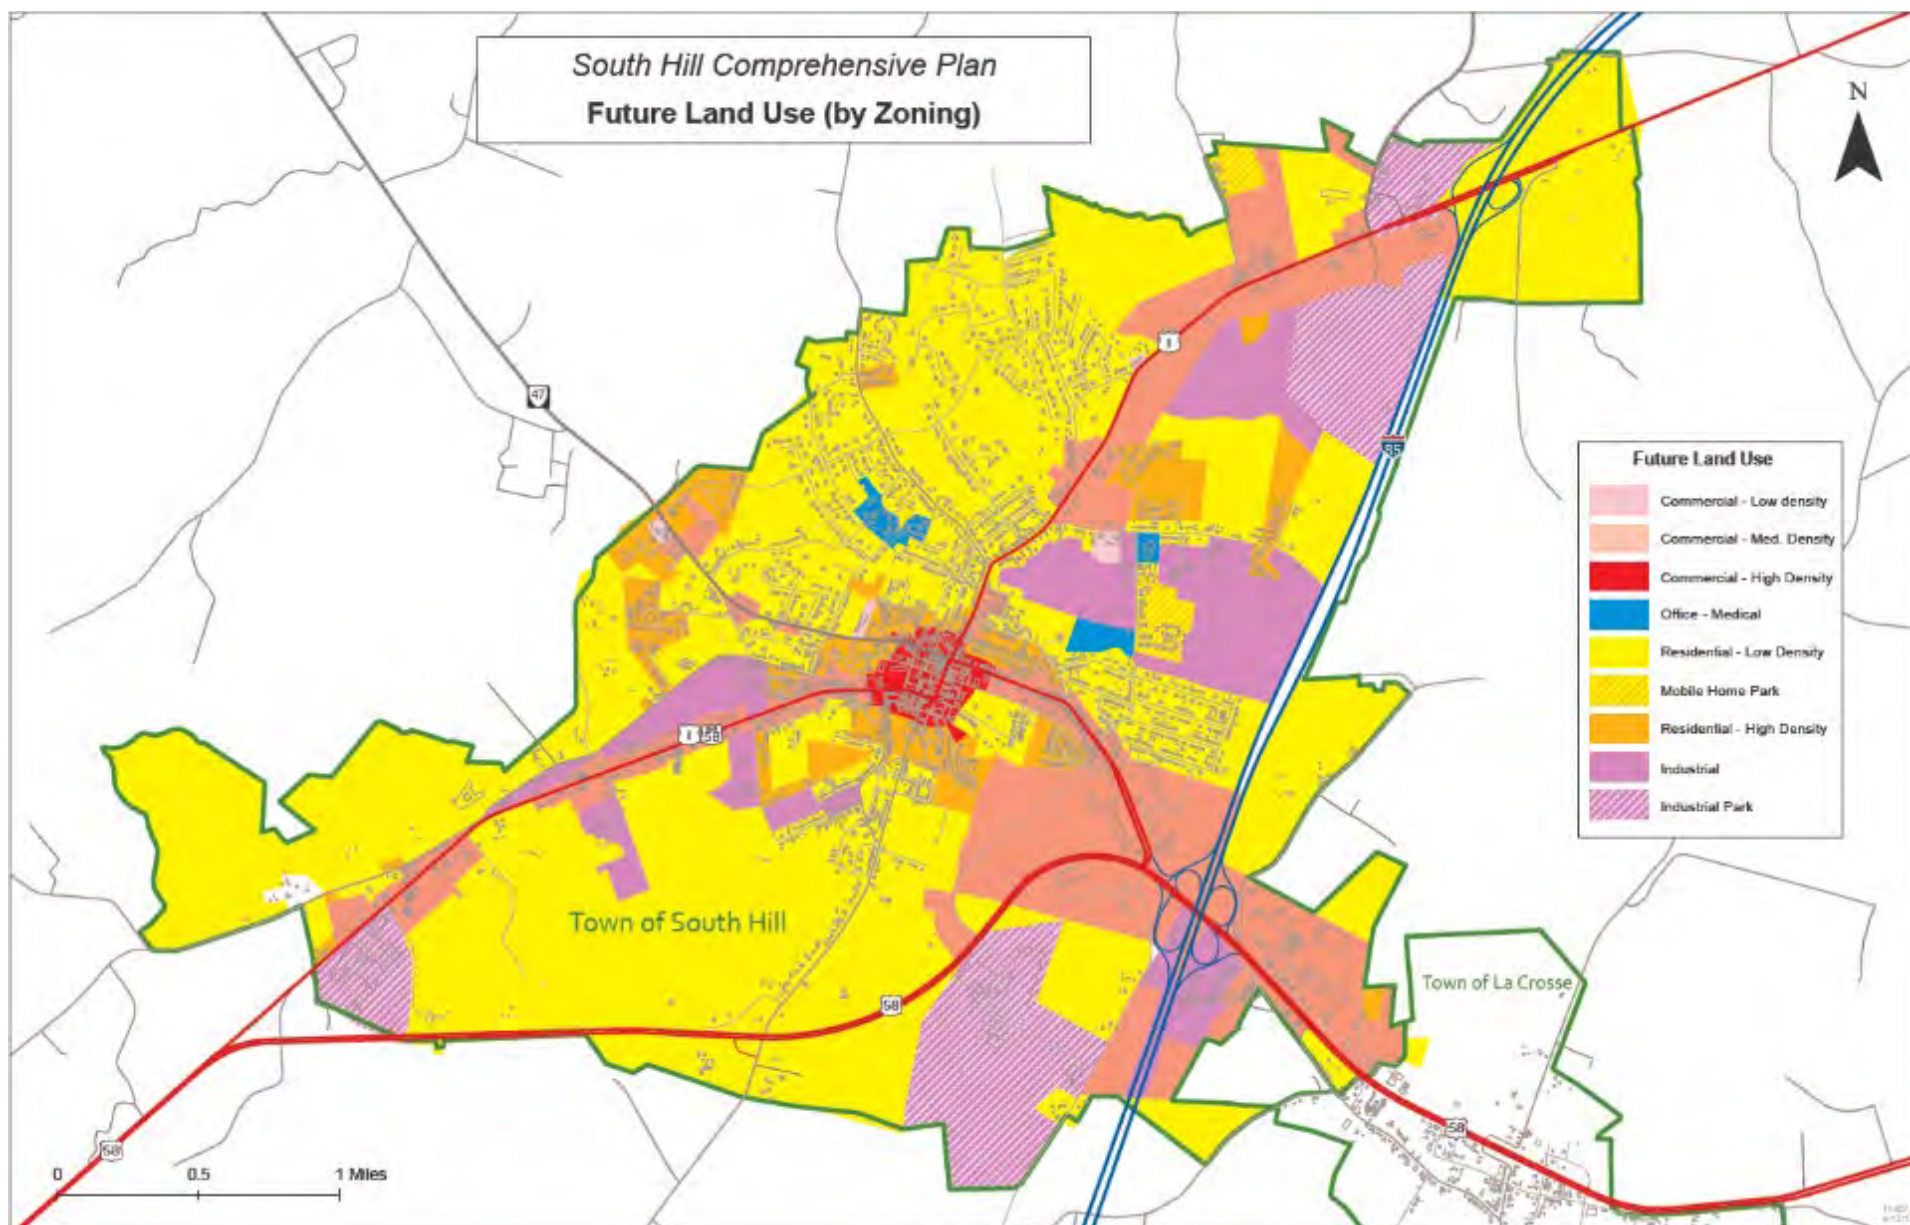 South Hill Comprehensive Plan
Future Land Use (by Zoning)
N
47
1
85
Future Land Use
Commercial - Low density
Commercial - Med. Density
Commercial - High Density
Office - Medical
Residential - Low Density
Mobile Home Park
Residential - High Density
Industrial
Industrial Park
1
58
Town of South Hill
58
Town of La Crosse
58
58
0
0.5
1 Miles